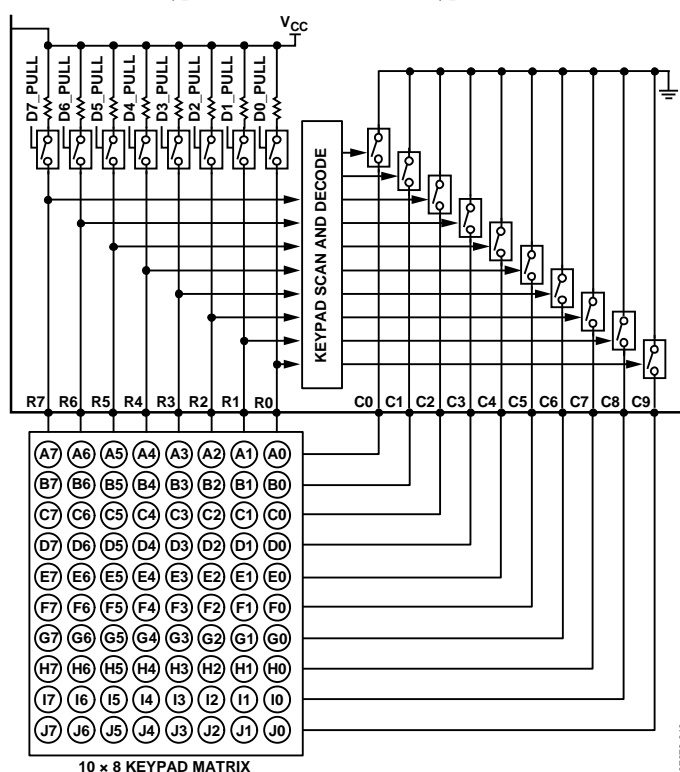 VCC
D7_PULL D6_PULL D5_PULL D4_PULL D3_PULL D2_PULL D1_PULL D0_PULL
KEYPAD SCAN AND DECODE
R7 R6 R5 R4 R3 R2 R1 R0 C0 C1 C2 C3 C4 C5 C6 C7 C8 C9
A7 A6 A5 A4 A3 A2 A1 A0
B7 B6 B5 B4 B3 B2 B1 B0
C7 C6 C5 C4 C3 C2 C1 C0
D7 D6 D5 D4 D3 D2 D1 D0
E7 E6 E5 E4 E3 E2 E1 E0
F7 F6 F5 F4 F3 F2 F1 F0
G7 G6 G5 G4 G3 G2 G1 G0
H7 H6 H5 H4 H3 H2 H1 H0
I7 I6 I5 I4 I3 I2 I1 I0
J7 J6 J5 J4 J3 J2 J1 J0
10 × 8 KEYPAD MATRIX